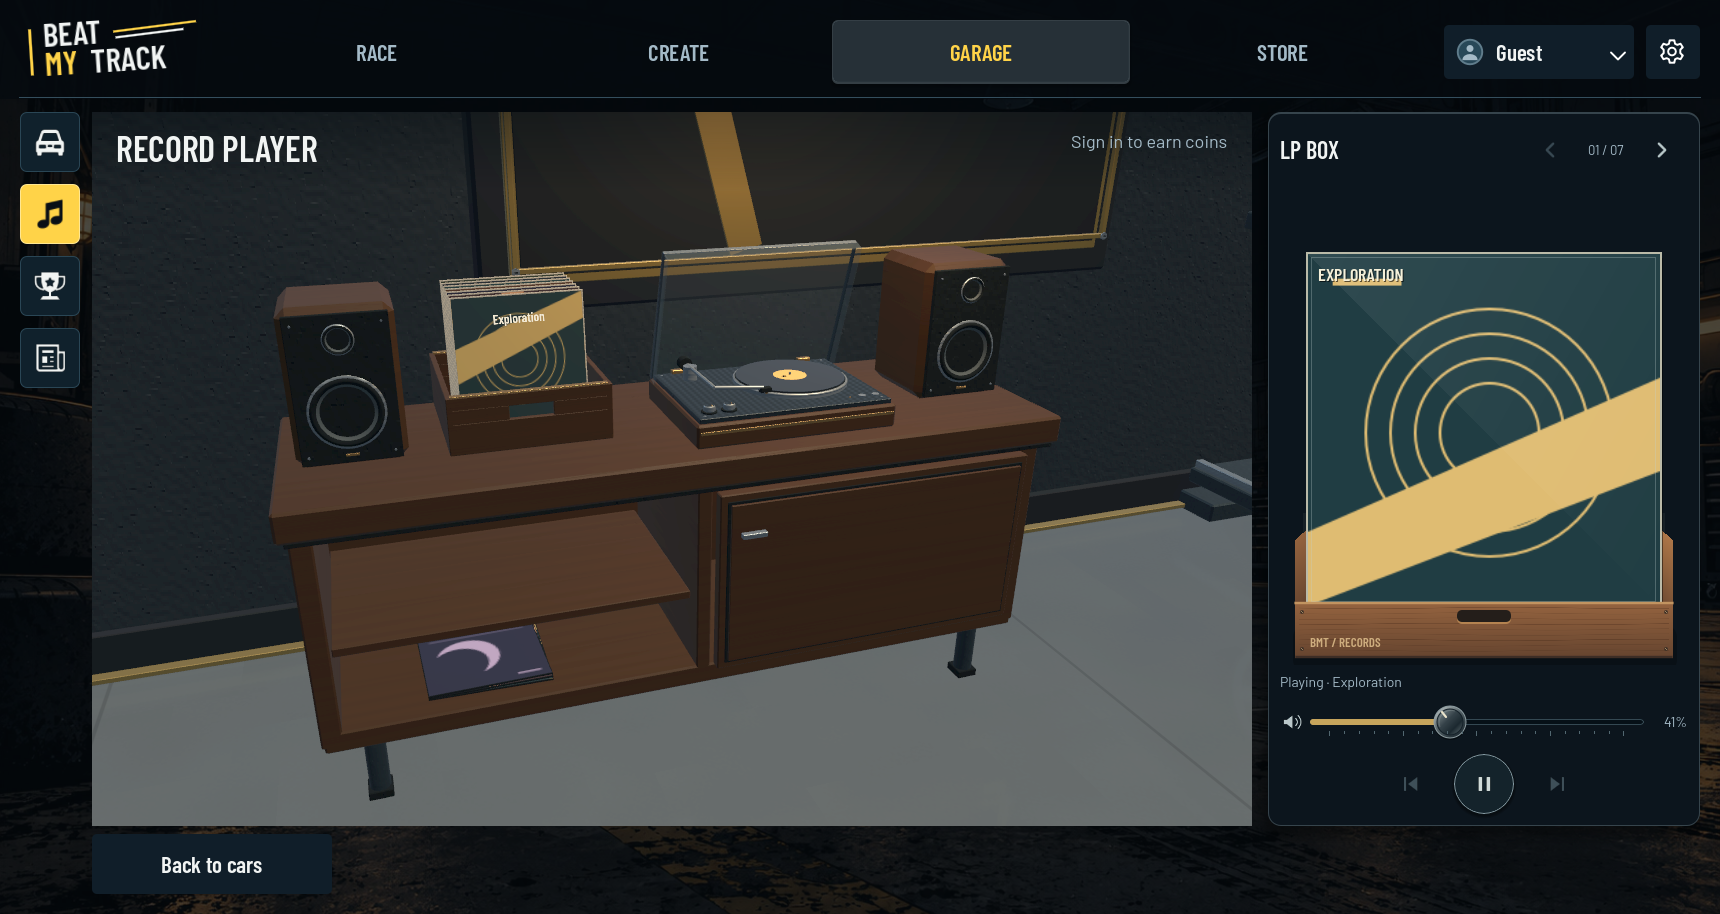 BEAT
MY TRACK
RACE
CREATE
GARAGE
STORE
Guest
RECORD PLAYER
Sign in to earn coins
Exploration
LP BOX
01 / 07
EXPLORATION
BMT / RECORDS
Playing · Exploration
41%
Back to cars